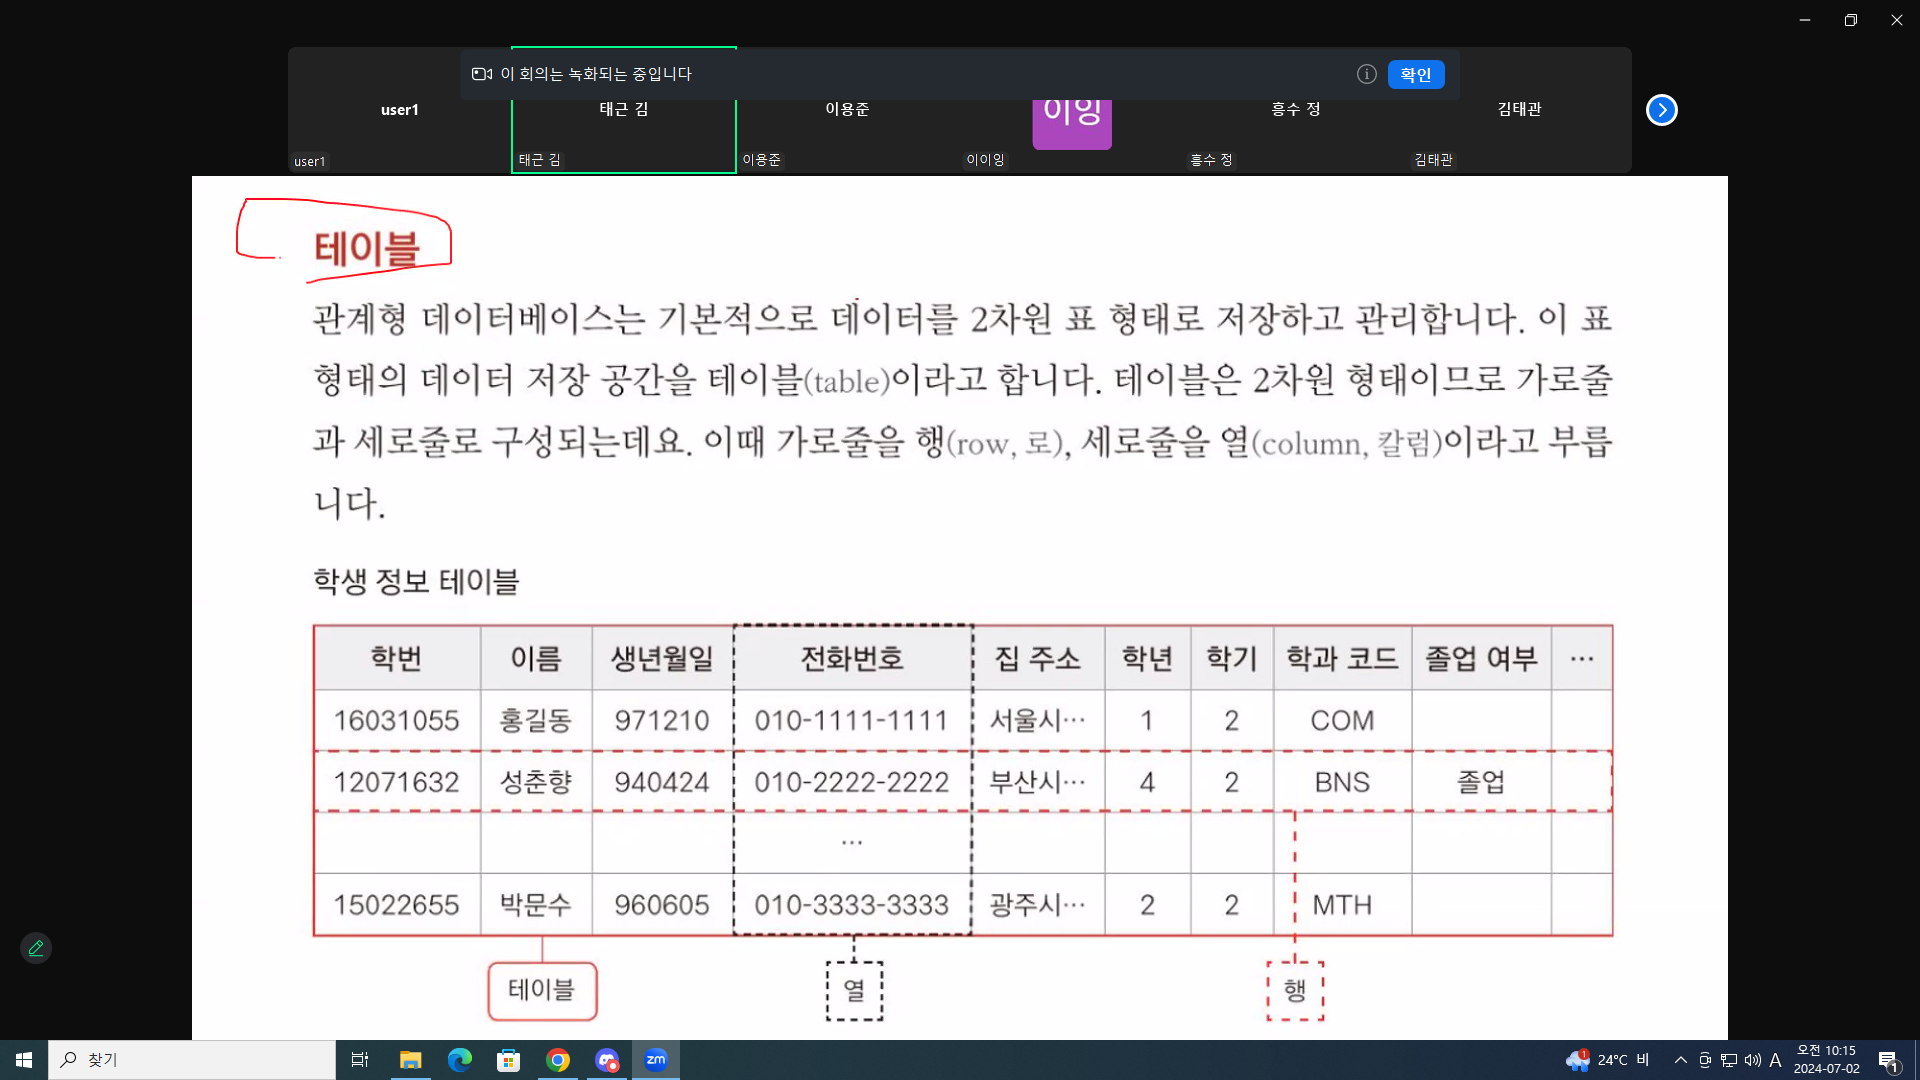 이 회의는 녹화되는 중입니다
확인
user1
태근 김
이용준
이잉
흥수 정
김태관
user1
태근 김
이용준
이이잉
흥수 정
김태관
테이블
관계형 데이터베이스는 기본적으로 데이터를 2차원 표 형태로 저장하고 관리합니다. 이 표
형태의 데이터 저장 공간을 테이블(table)이라고 합니다. 테이블은 2차원 형태이므로 가로줄
과 세로줄로 구성되는데요. 이때 가로줄을 행(row, 로), 세로줄을 열(column, 칼럼)이라고 부릅
니다.
학생 정보 테이블
학번 이름 생년월일 전화번호 집 주소 학년 학기 학과 코드 졸업 여부 …
16031055 홍길동 971210 010-1111-1111 서울시… 1 2 COM
12071632 성춘향 940424 010-2222-2222 부산시… 4 2 BNS 졸업
…
15022655 박문수 960605 010-3333-3333 광주시… 2 2 MTH
테이블 열 행
찾기
zm
1
24°C 비
A
오전 10:15
2024-07-02
1